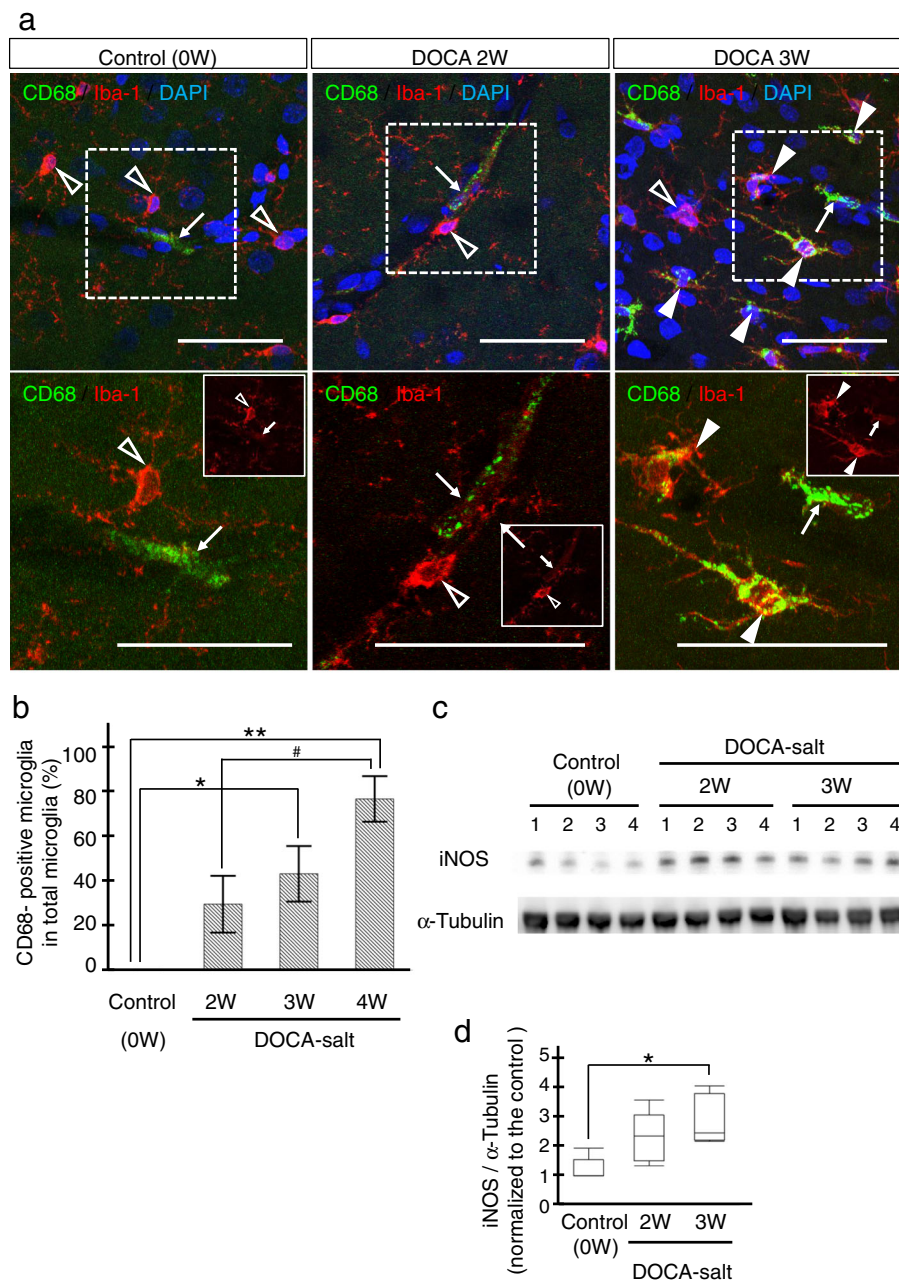 a
Control (0W) DOCA 2W DOCA 3W
CD68 / Iba-1 / DAPI CD68 / Iba-1 / DAPI CD68 / Iba-1 / DAPI
CD68 / Iba-1 CD68 / Iba-1 CD68 / Iba-1
b
CD68- positive microglia
in total microglia (%)
100
80
60
40
20
0
**
#
*
Control 2W 3W 4W
(0W) DOCA-salt
c
DOCA-salt
Control
(0W) 2W 3W
1 2 3 4 1 2 3 4 1 2 3 4
iNOS
α-Tubulin
d
iNOS / α-Tubulin
(normalized to the control)
5
4
3
2
1
0
*
Control 2W 3W
(0W)
DOCA-salt